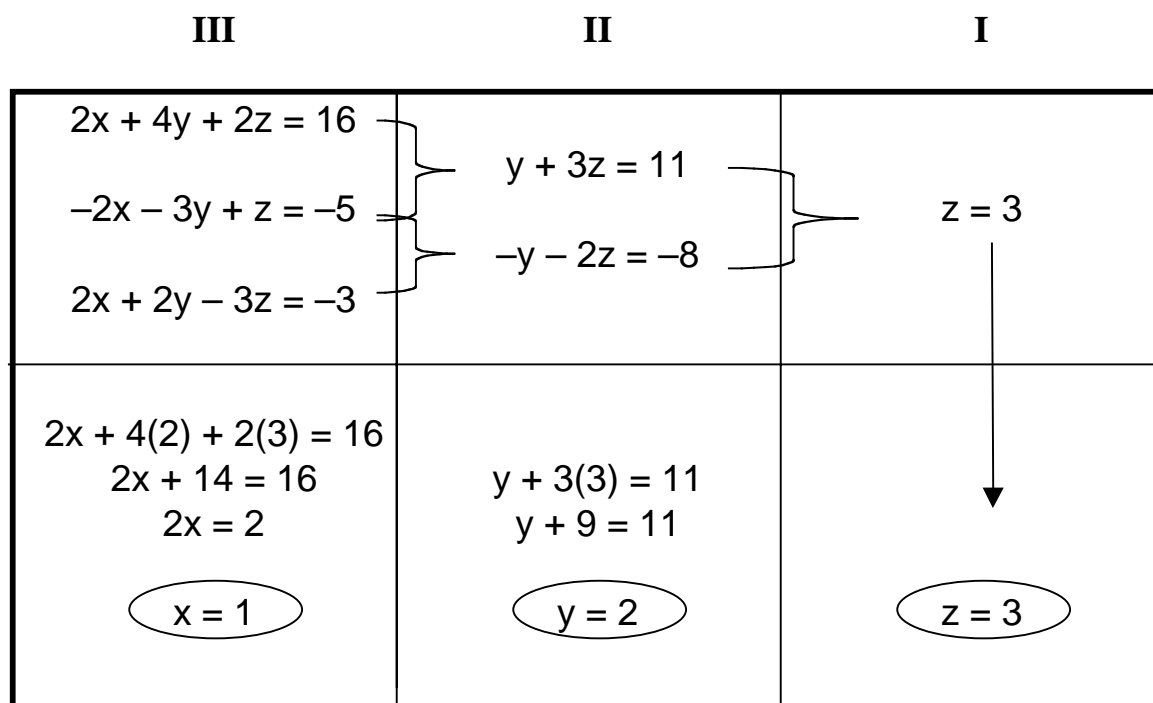 III
II
I
2x + 4y + 2z = 16
–2x – 3y + z = –5
2x + 2y – 3z = –3
y + 3z = 11
–y – 2z = –8
z = 3
2x + 4(2) + 2(3) = 16
2x + 14 = 16
2x = 2
x = 1
y + 3(3) = 11
y + 9 = 11
y = 2
z = 3